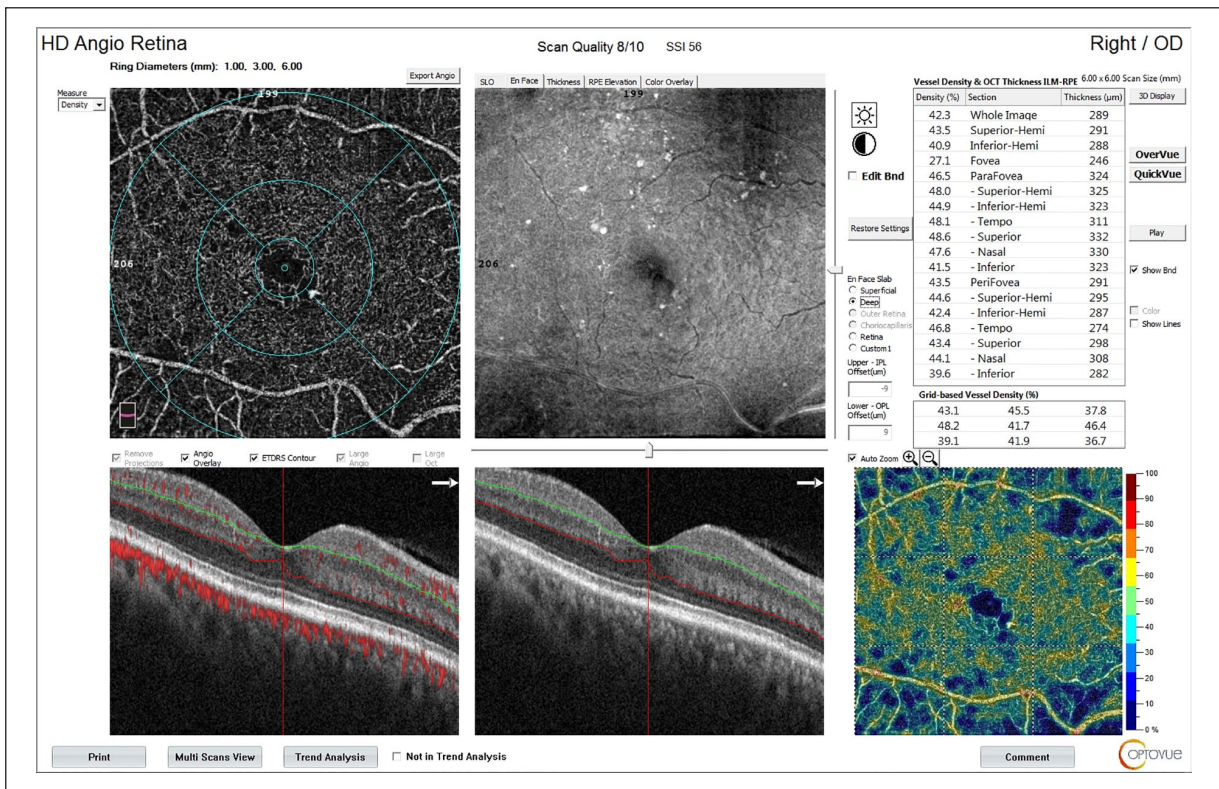 HD Angio Retina
Scan Quality 8/10 SSI 56
Right / OD
Ring Diameters (mm): 1.00, 3.00, 6.00
Export Angio
Measure
Density
199
206
SLO En Face Thickness RPE Elevation Color Overlay
199
206
Edit Bnd
Restore Settings
En Face Slab
Superficial
Deep
Outer Retina
Choriocapillaris
Retina
Custom1
Upper - IPL
Offset(um)
-9
Lower - OPL
Offset(um)
9
Vessel Density & OCT Thickness ILM-RPE 6.00 x 6.00 Scan Size (mm)
Density (%) Section Thickness (μm)
42.3 Whole Image 289
43.5 Superior-Hemi 291
40.9 Inferior-Hemi 288
27.1 Fovea 246
46.5 ParaFovea 324
48.0 - Superior-Hemi 325
44.9 - Inferior-Hemi 323
48.1 - Tempo 311
48.6 - Superior 332
47.6 - Nasal 330
41.5 - Inferior 323
43.5 PeriFovea 291
44.6 - Superior-Hemi 295
42.4 - Inferior-Hemi 287
46.8 - Tempo 274
43.4 - Superior 298
44.1 - Nasal 308
39.6 - Inferior 282
3D Display
OverVue
QuickVue
Play
Show Bnd
Color
Show Lines
Grid-based Vessel Density (%)
43.1 45.5 37.8
48.2 41.7 46.4
39.1 41.9 36.7
Remove
Projections
Angio
Overlay
ETDRS Contour
Large
Angio
Large
Oct
Auto Zoom
100
90
80
70
60
50
40
30
20
10
0 %
Print
Multi Scans View
Trend Analysis
Not in Trend Analysis
Comment
OPTOVUE